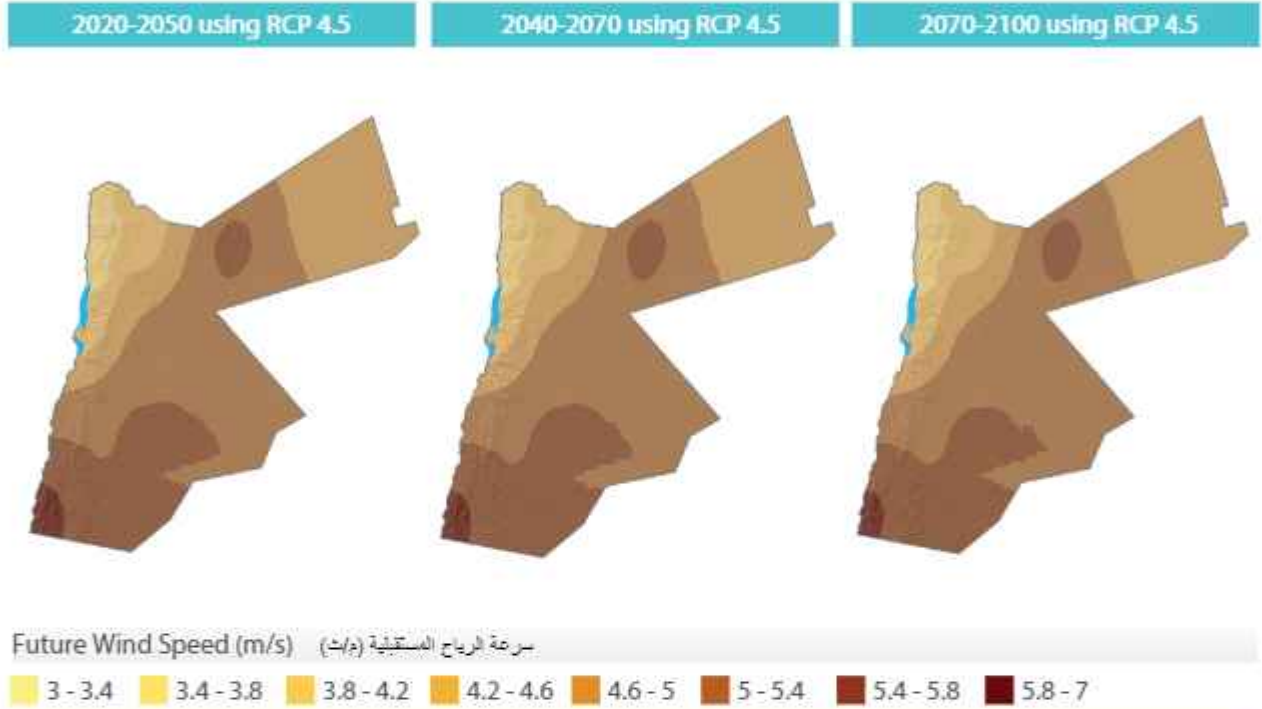 2020-2050 using RCP 4.5
2040-2070 using RCP 4.5
2070-2100 using RCP 4.5
Future Wind Speed (m/s) سرعة الرياح المستقبلية (م/ث)
3 - 3.4
3.4 - 3.8
3.8 - 4.2
4.2 - 4.6
4.6 - 5
5 - 5.4
5.4 - 5.8
5.8 - 7